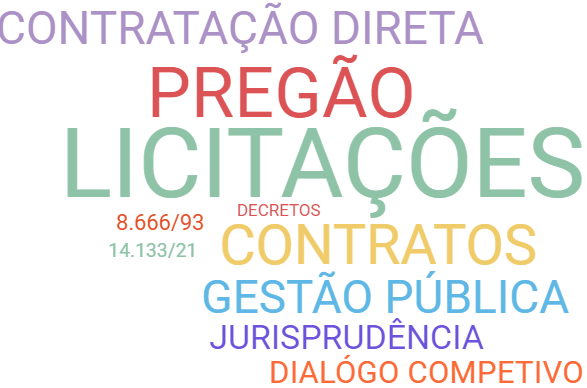 CONTRATAÇÃO DIRETA
PREGÃO
LICITAÇÕES
DECRETOS
8.666/93
CONTRATOS
14.133/21
GESTÃO PÚBLICA
JURISPRUDÊNCIA
DIALÓGO COMPETIVO